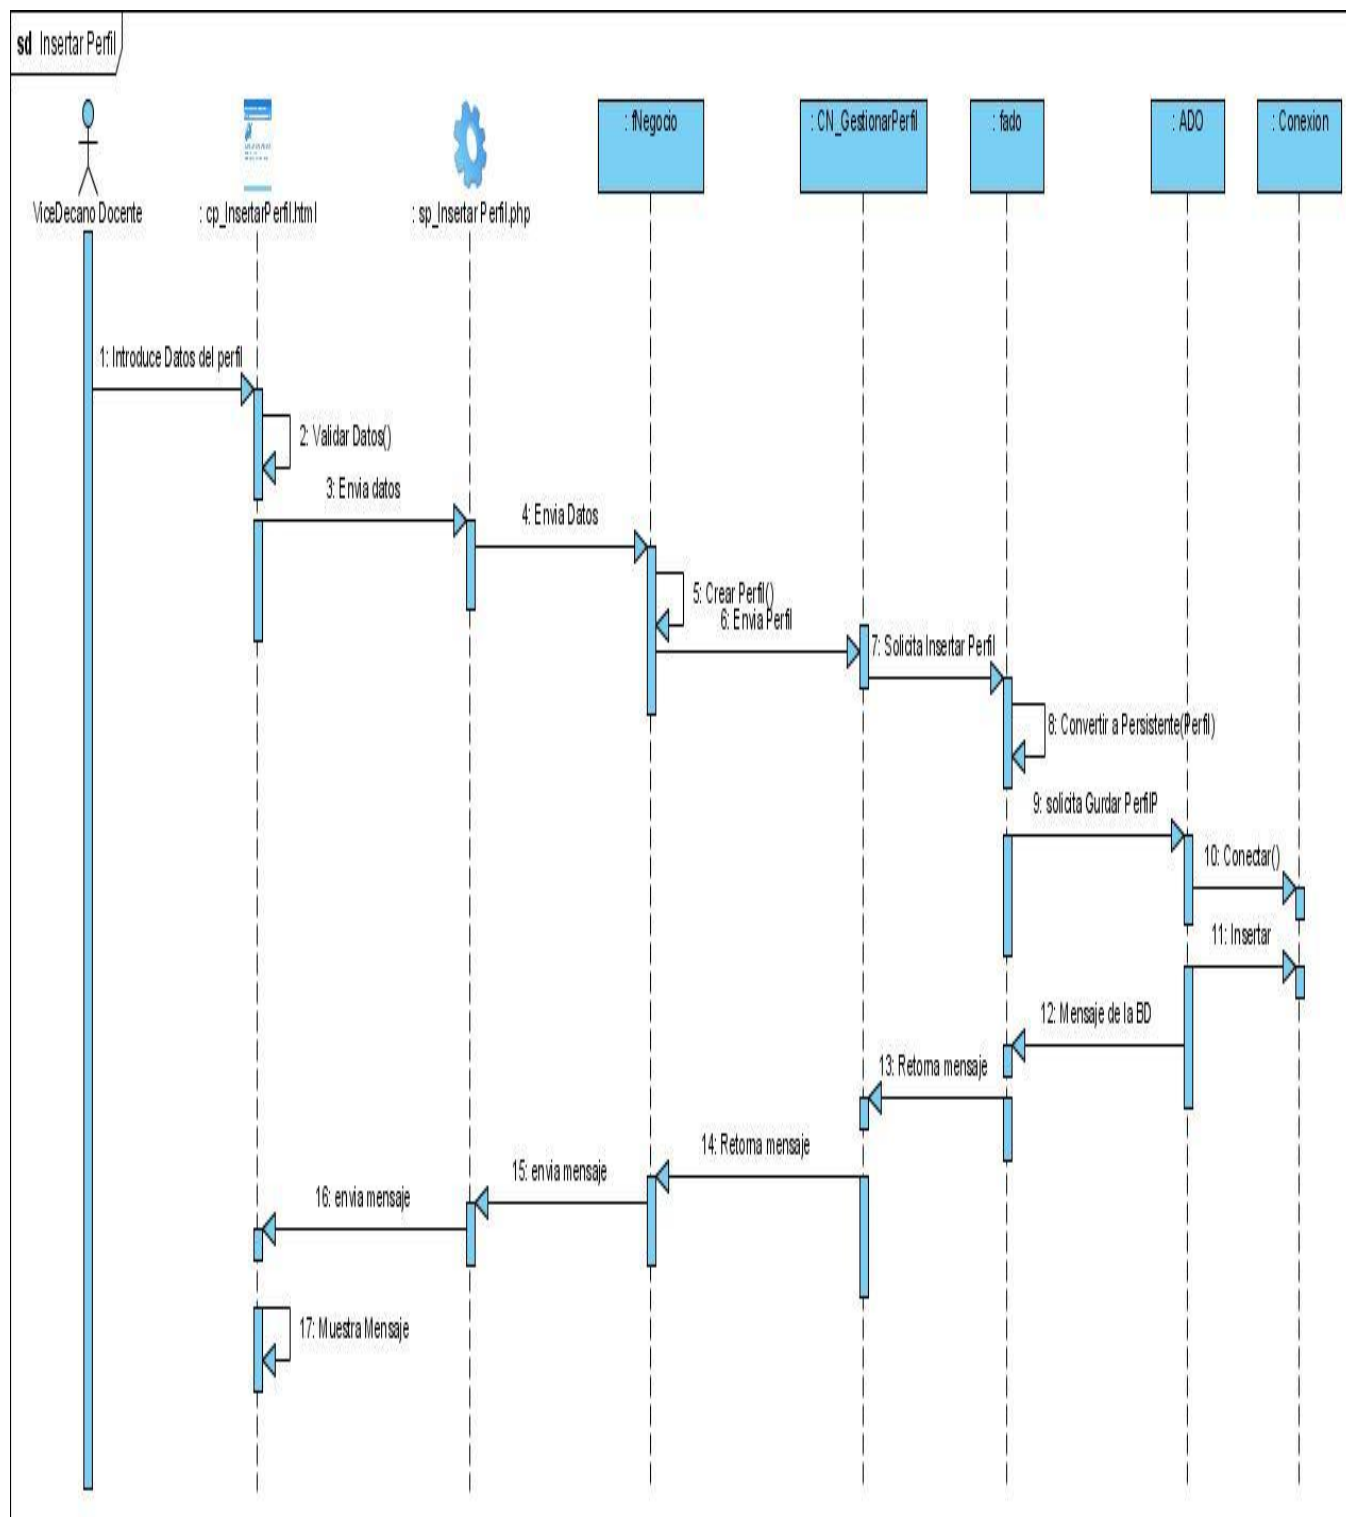 sd Insertar Perfil
: fNegocio
: CN_GestionarPerfil
: fado
: ADO
: Conexion
ViceDecano Docente
: cp_InsertarPerfil.html
: sp_Insertar Perfil.php
1: Introduce Datos del perfil
2: Validar Datos()
3: Envia datos
4: Envia Datos
5: Crear Perfil()
6: Envia Perfil
7: Solicita Insertar Perfil
8: Convertir a Persistente(Perfil)
9: solicita Gurdar PerfilP
10: Conectar()
11: Insertar
12: Mensaje de la BD
13: Retorna mensaje
14: Retorna mensaje
15: envia mensaje
16: envia mensaje
17: Muestra Mensaje